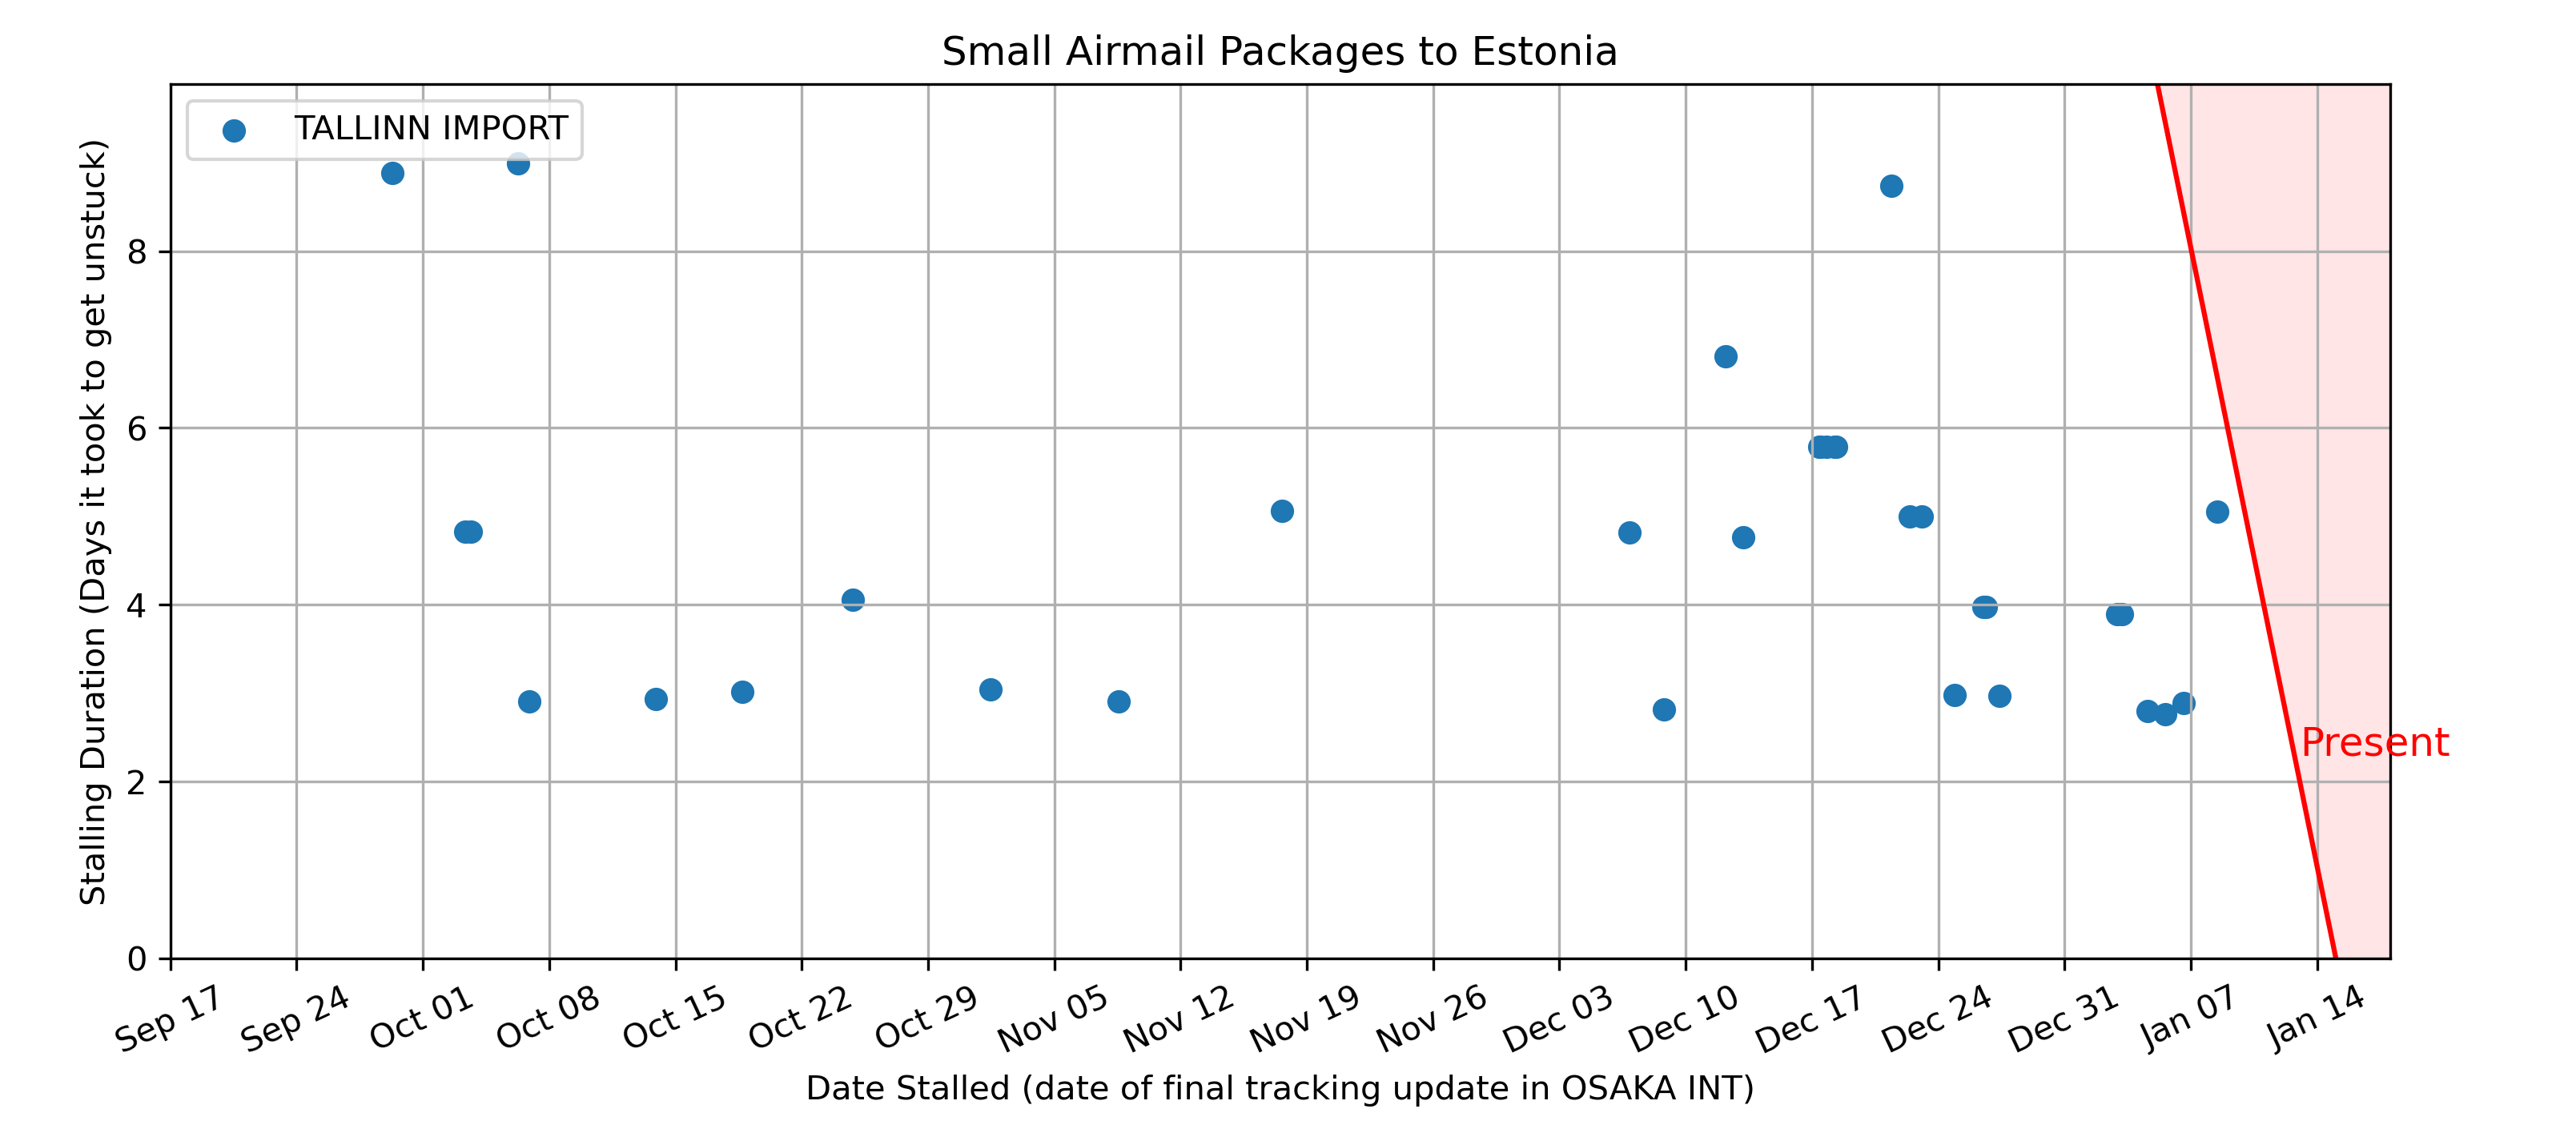 Small Airmail Packages to Estonia
TALLINN IMPORT
Stalling Duration (Days it took to get unstuck)
8
6
4
2
0
Present
Sep 17
Sep 24
Oct 01
Oct 08
Oct 15
Oct 22
Oct 29
Nov 05
Nov 12
Nov 19
Nov 26
Dec 03
Dec 10
Dec 17
Dec 24
Dec 31
Jan 07
Jan 14
Date Stalled (date of final tracking update in OSAKA INT)